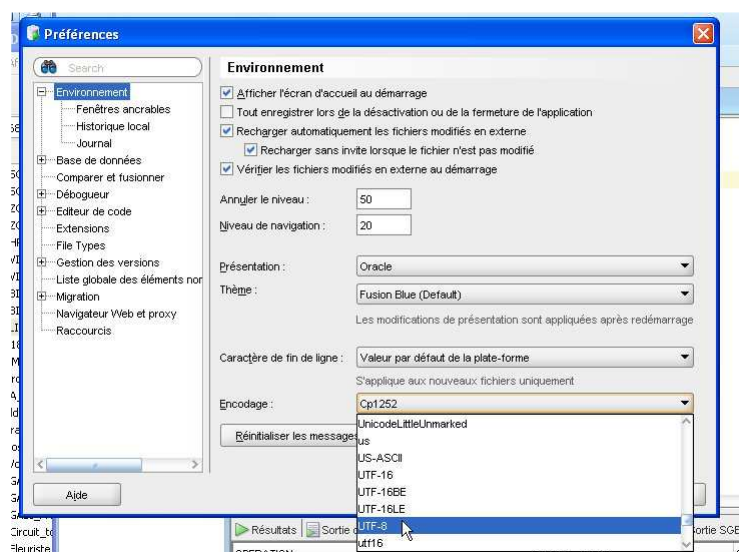 Préférences
Search
Environnement
Fenêtres ancrables
Historique local
Journal
Base de données
Comparer et fusionner
Débogueur
Editeur de code
Extensions
File Types
Gestion des versions
Liste globale des éléments nor
Migration
Navigateur Web et proxy
Raccourcis
Environnement
Afficher l'écran d'accueil au démarrage
Tout enregistrer lors de la désactivation ou de la fermeture de l'application
Recharger automatiquement les fichiers modifiés en externe
Recharger sans invite lorsque le fichier n'est pas modifié
Vérifier les fichiers modifiés en externe au démarrage
Annuler le niveau : 50
Niveau de navigation : 20
Présentation : Oracle
Thème : Fusion Blue (Default)
Les modifications de présentation sont appliquées après redémarrage
Caractère de fin de ligne : Valeur par défaut de la plate-forme
S'applique aux nouveaux fichiers uniquement
Encodage : Cp1252
Réinitialiser les messages
UnicodeLittleUnmarked
us
US-ASCII
UTF-16
UTF-16BE
UTF-16LE
UTF-8
utf16
Aide
Résultats Sortie
ortie SGE
OPERATION
Circuit_to
Fleuriste